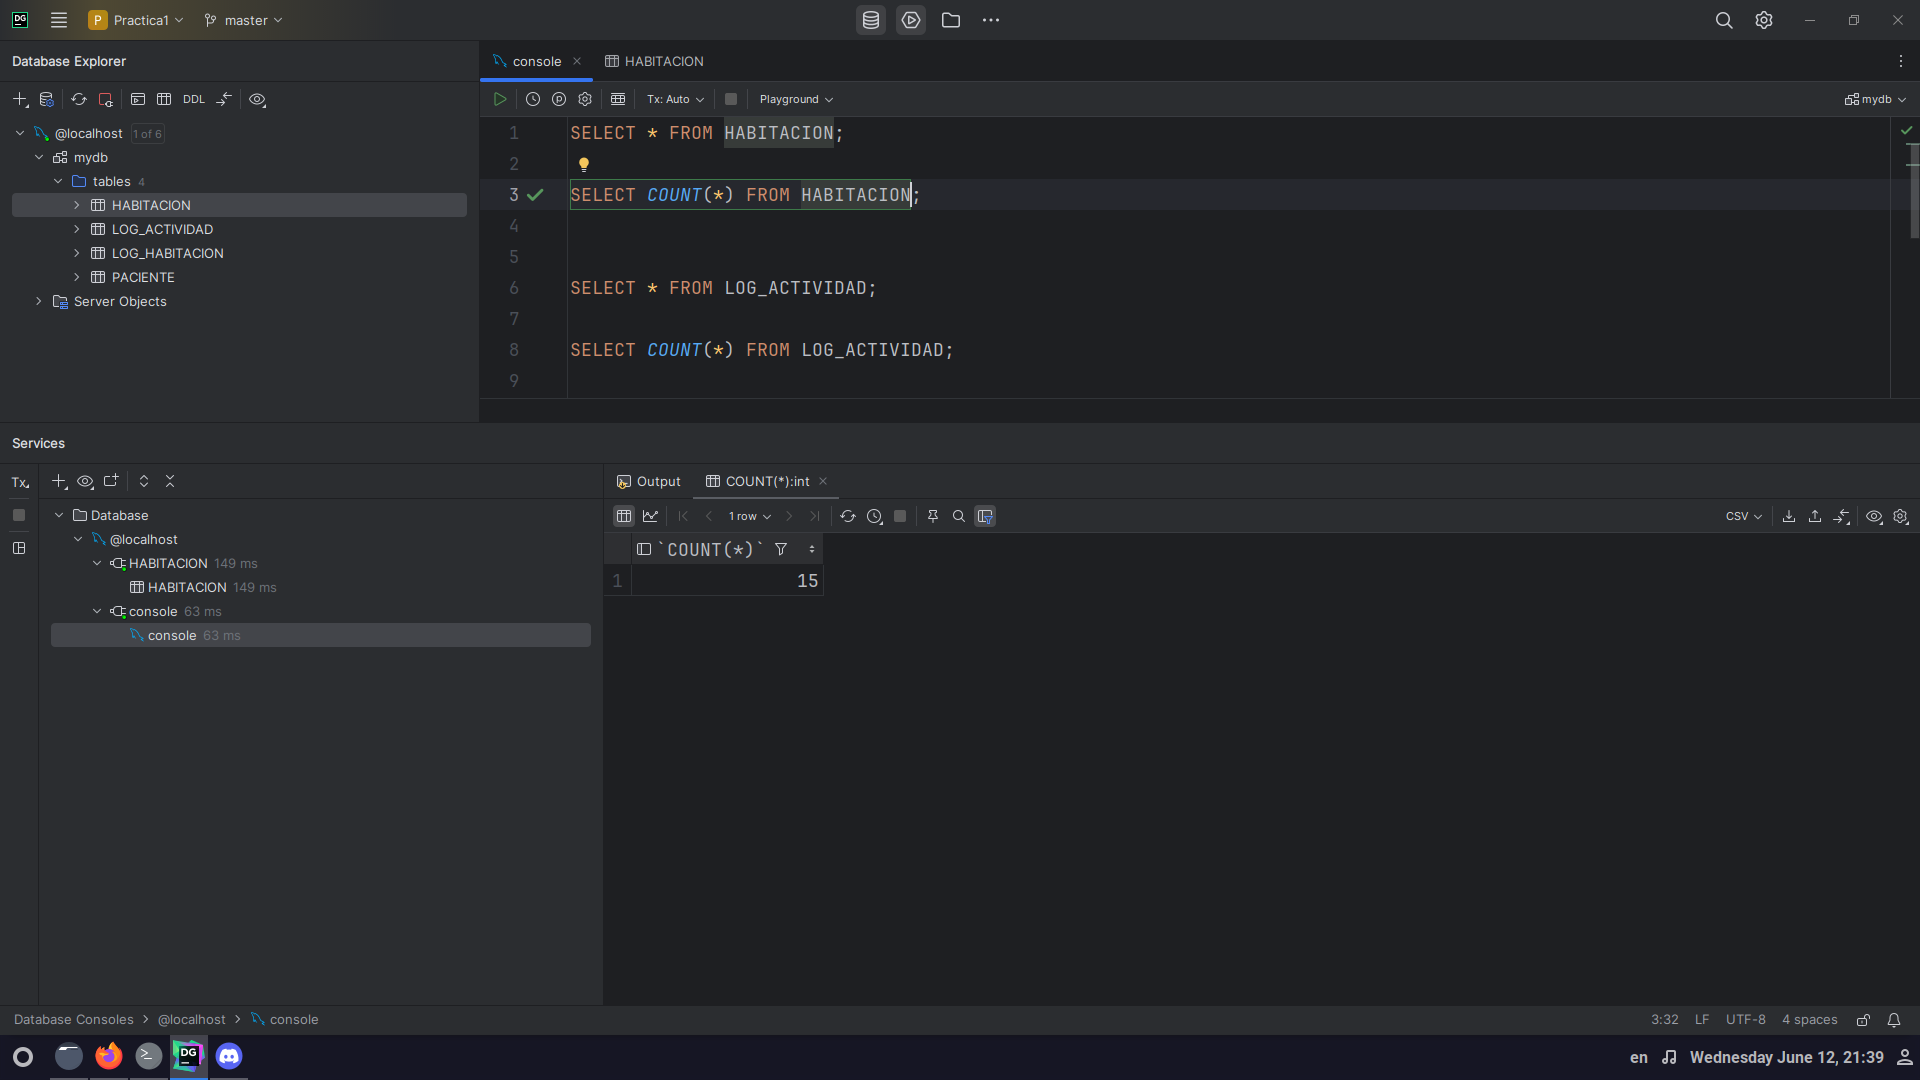 DG P Practica1 master
Database Explorer
console HABITACION
DDL
Tx: Auto Playground mydb
@localhost 1 of 6
mydb
tables 4
HABITACION
LOG_ACTIVIDAD
LOG_HABITACION
PACIENTE
Server Objects
1 SELECT * FROM HABITACION;
2
3 SELECT COUNT(*) FROM HABITACION;
4
5
6 SELECT * FROM LOG_ACTIVIDAD;
7
8 SELECT COUNT(*) FROM LOG_ACTIVIDAD;
9
Services
Tx
Database
@localhost
HABITACION 149 ms
HABITACION 149 ms
console 63 ms
console 63 ms
Output COUNT(*):int
1 row CSV
`COUNT(*)`
1 15
Database Consoles > @localhost > console
3:32 LF UTF-8 4 spaces
DG
en Wednesday June 12, 21:39